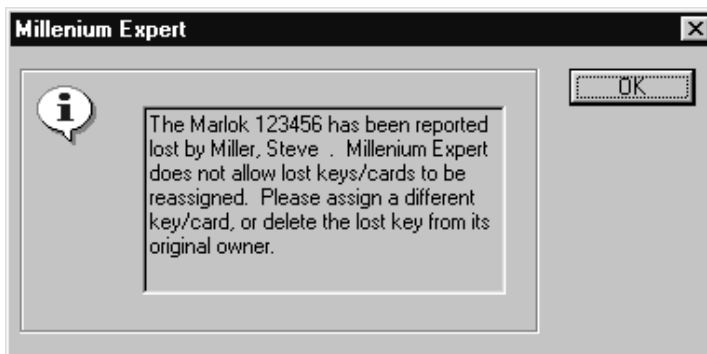 Millenium Expert
OK
The Marlok 123456 has been reported
lost by Miller, Steve . Millenium Expert
does not allow lost keys/cards to be
reassigned. Please assign a different
key/card, or delete the lost key from its
original owner.